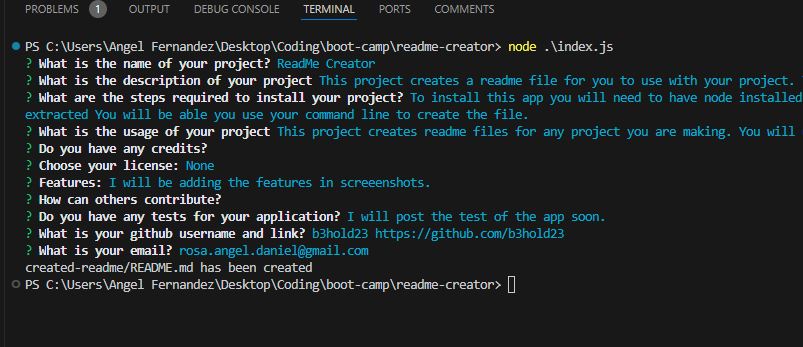 PROBLEMS 1 OUTPUT DEBUG CONSOLE TERMINAL PORTS COMMENTS
PS C:\Users\Angel Fernandez\Desktop\Coding\boot-camp\readme-creator> node .\index.js
? What is the name of your project? ReadMe Creator
? What is the description of your project This project creates a readme file for you to use with your project.
? What are the steps required to install your project? To install this app you will need to have node installed
extracted You will be able you use your command line to create the file.
? What is the usage of your project This project creates readme files for any project you are making. You will
? Do you have any credits?
? Choose your license: None
? Features: I will be adding the features in screeenshots.
? How can others contribute?
? Do you have any tests for your application? I will post the test of the app soon.
? What is your github username and link? b3hold23 https://github.com/b3hold23
? What is your email? rosa.angel.daniel@gmail.com
created-readme/README.md has been created
PS C:\Users\Angel Fernandez\Desktop\Coding\boot-camp\readme-creator>